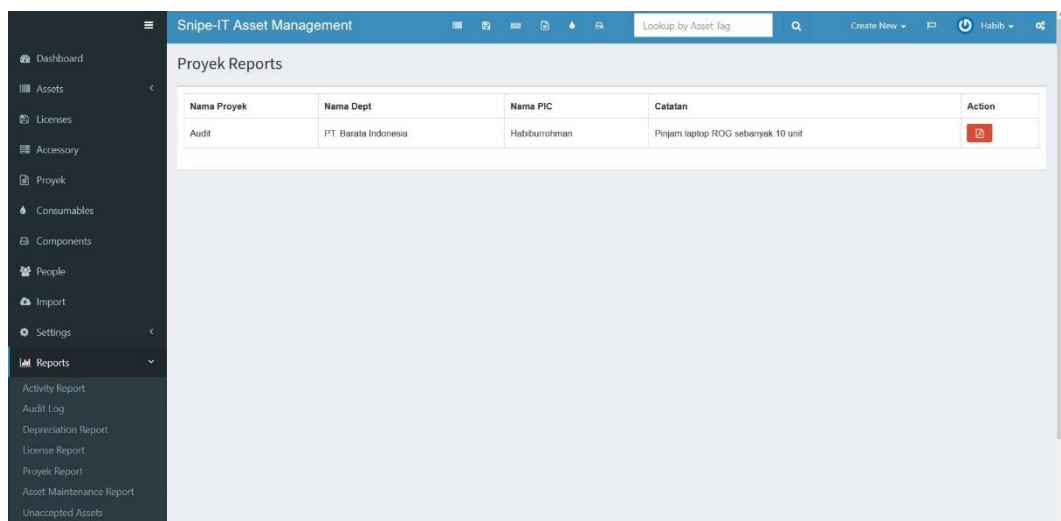 Snipe-IT Asset Management
Lookup by Asset Tag
Create New
Habib
Dashboard
Assets
Licenses
Accessory
Proyek
Consumables
Components
People
Import
Settings
Reports
Activity Report
Audit Log
Depreciation Report
License Report
Proyek Report
Asset Maintenance Report
Unaccepted Assets
Proyek Reports
Nama Proyek Nama Dept Nama PIC Catatan Action
Audit PT. Barata Indonesia Habiburrohman Pinjam laptop ROG sebanyak 10 unit